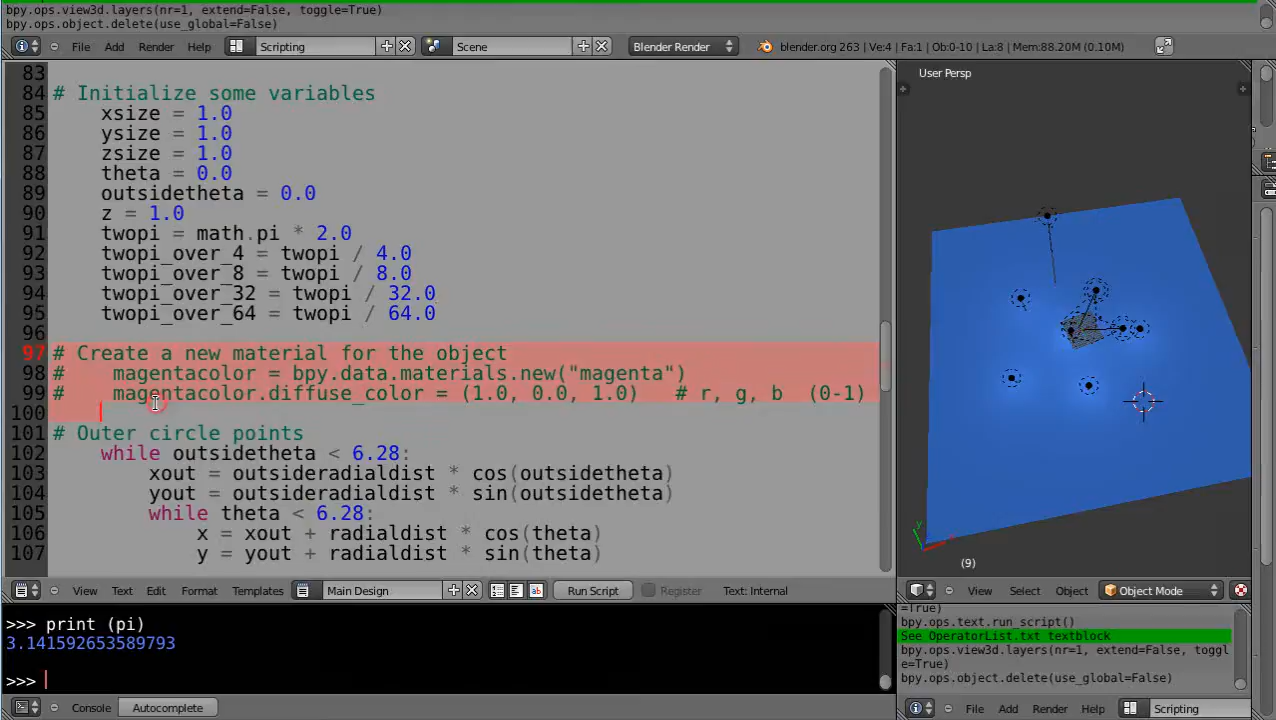 bpy.ops.view3d.layers(nr=1, extend=False, toggle=True)
bpy.ops.object.delete(use_global=False)
File Add Render Help Scripting Scene Blender Render blender.org 263 | Ve:4 | Fa:1 | Ob:0-10 | La:8 | Mem:88.20M (0.10M)
83
84 # Initialize some variables
85     xsize = 1.0
86     ysize = 1.0
87     zsize = 1.0
88     theta = 0.0
89     outsidetheta = 0.0
90     z = 1.0
91     twopi = math.pi * 2.0
92     twopi_over_4 = twopi / 4.0
93     twopi_over_8 = twopi / 8.0
94     twopi_over_32 = twopi / 32.0
95     twopi_over_64 = twopi / 64.0
96
97 # Create a new material for the object
98 #    magentacolor = bpy.data.materials.new("magenta")
99 #    magentacolor.diffuse_color = (1.0, 0.0, 1.0)   # r, g, b  (0-1)
100
101 # Outer circle points
102     while outsidetheta < 6.28:
103         xout = outsideradialdist * cos(outsidetheta)
104         yout = outsideradialdist * sin(outsidetheta)
105         while theta < 6.28:
106             x = xout + radialdist * cos(theta)
107             y = yout + radialdist * sin(theta)
View Text Edit Format Templates Main Design Run Script Register Text: Internal
>>> print (pi)
3.141592653589793
>>>
Console Autocomplete
User Persp
y
(9)
View Select Object Object Mode
=True)
bpy.ops.text.run_script()
See OperatorList.txt textblock
bpy.ops.view3d.layers(nr=1, extend=False, toggl
e=True)
bpy.ops.object.delete(use_global=False)
File Add Render Help Scripting